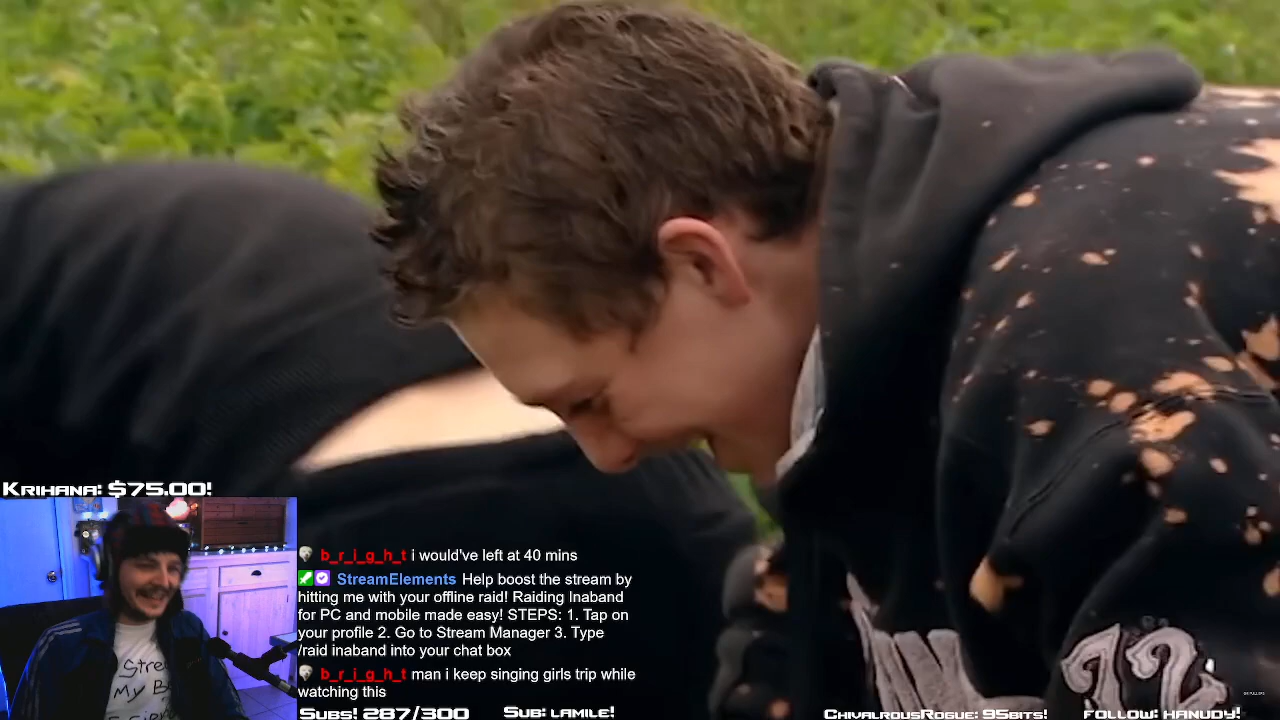 Krihana: $75.00!
b_r_i_g_h_t i would've left at 40 mins
StreamElements Help boost the stream by
hitting me with your offline raid! Raiding Inaband
for PC and mobile made easy! STEPS: 1. Tap on
your profile 2. Go to Stream Manager 3. Type
/raid inaband into your chat box
b_r_i_g_h_t man i keep singing girls trip while
watching this
Stre
My B
Subs! 287/300
Sub: lamile!
ChivalrousRogue: 95bits!
follow: hanudy!
72